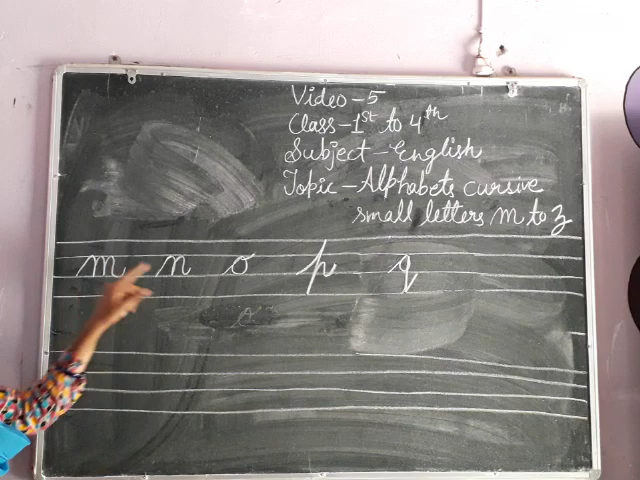 Video-5
Class-1st to 4th
Subject-English
Topic-Alphabets cursive
small letters m to z
m n o p q